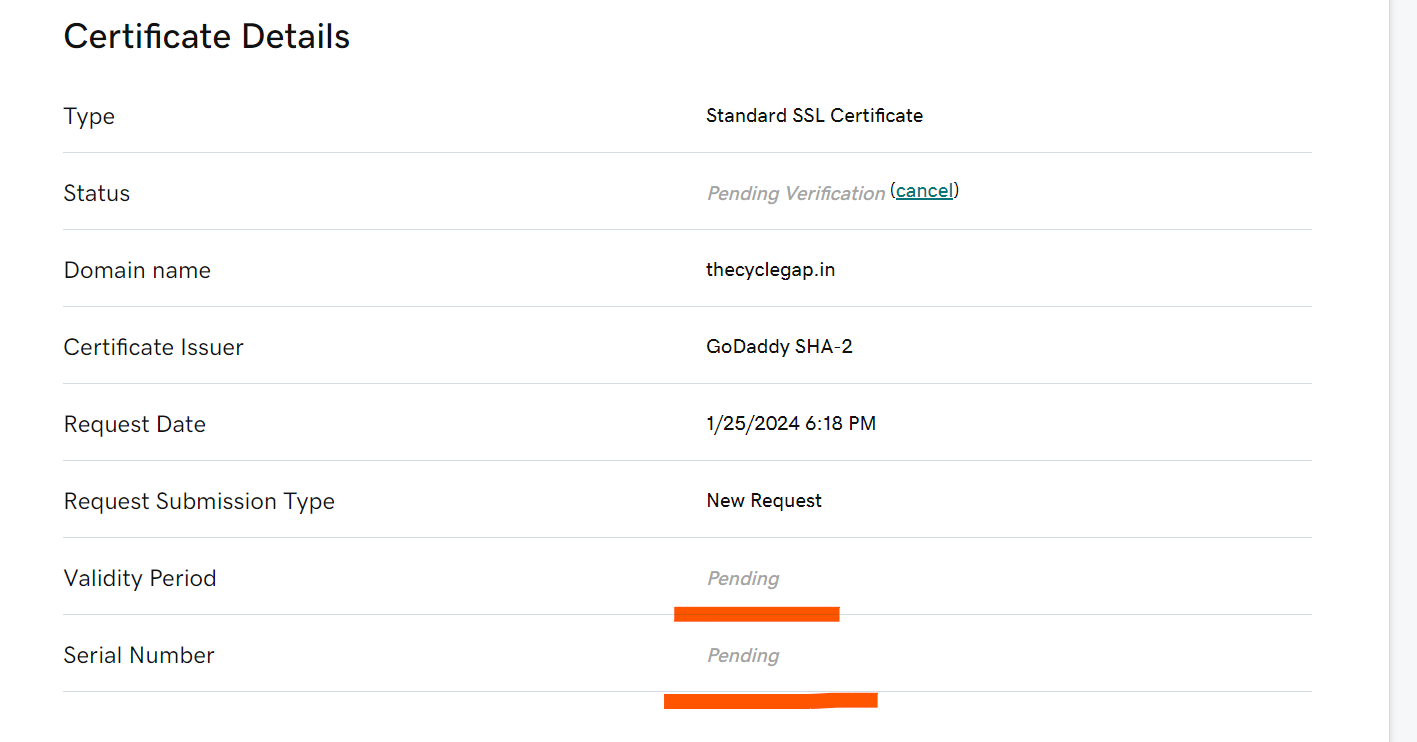 Certificate Details
Type Standard SSL Certificate
Status Pending Verification (cancel)
Domain name thecyclegap.in
Certificate Issuer GoDaddy SHA-2
Request Date 1/25/2024 6:18 PM
Request Submission Type New Request
Validity Period Pending
Serial Number Pending